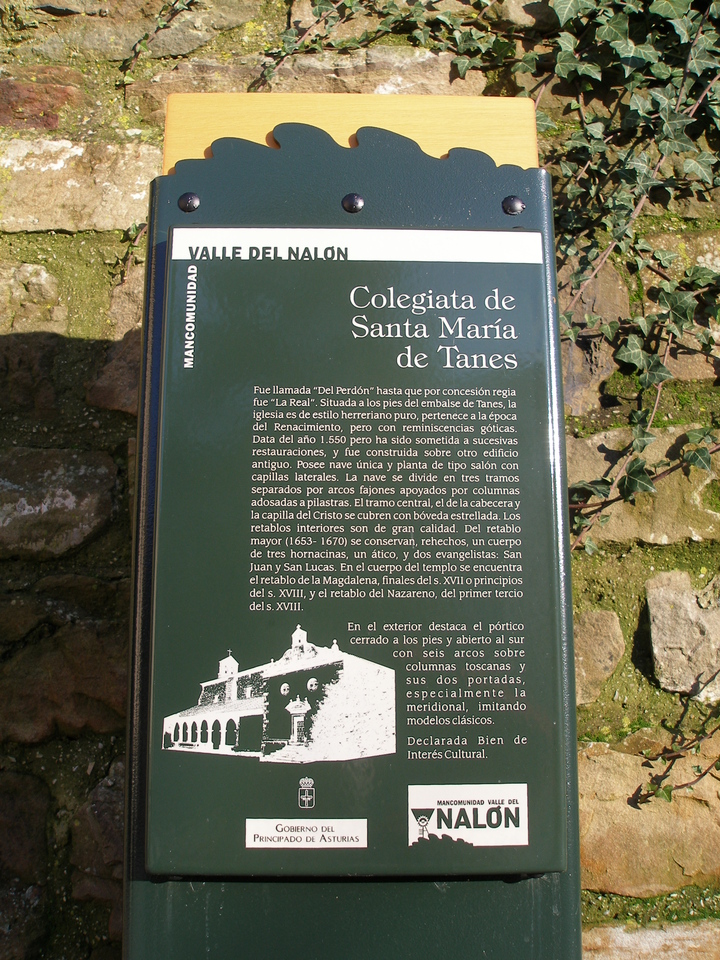 VALLE DEL NALÓN
MANCOMUNIDAD
Colegiata de
Santa María
de Tanes
Fue llamada "Del Perdón" hasta que por concesión regia
fue "La Real". Situada a los pies del embalse de Tanes, la
iglesia es de estilo herreriano puro, pertenece a la época
del Renacimiento, pero con reminiscencias góticas.
Data del año 1.550 pero ha sido sometida a sucesivas
restauraciones, y fue construida sobre otro edificio
antiguo. Posee nave única y planta de tipo salón con
capillas laterales. La nave se divide en tres tramos
separados por arcos fajones apoyados por columnas
adosadas a pilastras. El tramo central, el de la cabecera y
la capilla del Cristo se cubren con bóveda estrellada. Los
retablos interiores son de gran calidad. Del retablo
mayor (1653- 1670) se conservan, rehechos, un cuerpo
de tres hornacinas, un ático, y dos evangelistas: San
Juan y San Lucas. En el cuerpo del templo se encuentra
el retablo de la Magdalena, finales del s. XVII o principios
del s. XVIII, y el retablo del Nazareno, del primer tercio
del s. XVIII.
En el exterior destaca el pórtico
cerrado a los pies y abierto al sur
con seis arcos sobre
columnas toscanas y
sus dos portadas,
especialmente la
meridional, imitando
modelos clásicos.
Declarada Bien de
Interés Cultural.
GOBIERNO DEL
PRINCIPADO DE ASTURIAS
MANCOMUNIDAD VALLE DEL
NALÓN